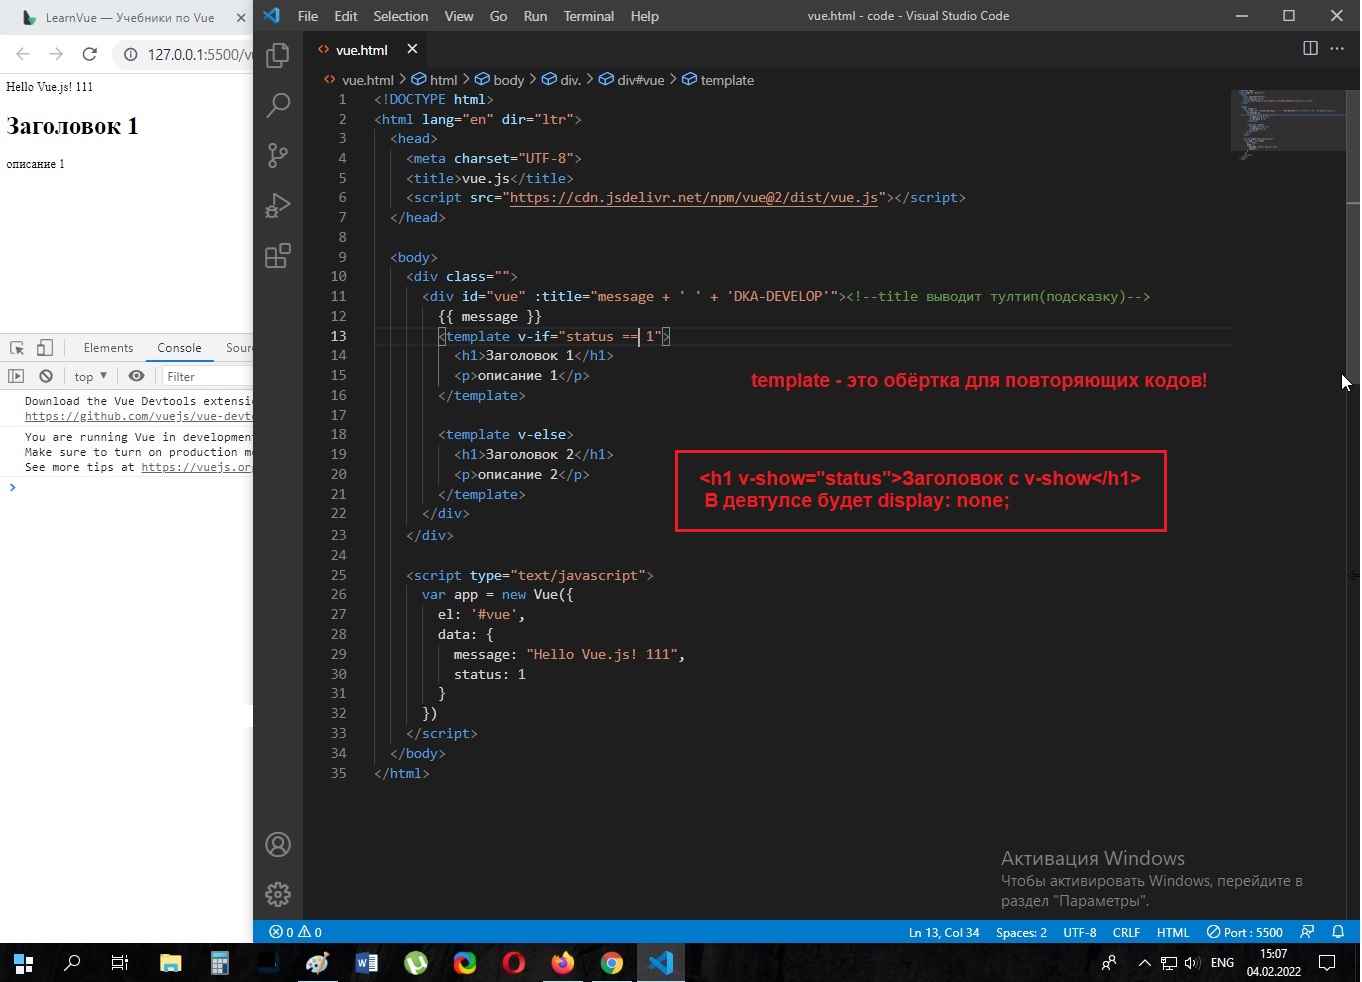 LearnVue — Учебники по Vue
127.0.0.1:5500/v
Hello Vue.js! 111
Заголовок 1
описание 1
Elements Console Sour
top Filter
Download the Vue Devtools extensi
https://github.com/vuejs/vue-devt
You are running Vue in developmen
Make sure to turn on production m
See more tips at https://vuejs.or
File Edit Selection View Go Run Terminal Help
vue.html - code - Visual Studio Code
vue.html
vue.html > html > body > div. > div#vue > template
1 <!DOCTYPE html>
2 <html lang="en" dir="ltr">
3 <head>
4 <meta charset="UTF-8">
5 <title>vue.js</title>
6 <script src="https://cdn.jsdelivr.net/npm/vue@2/dist/vue.js"></script>
7 </head>
8
9 <body>
10 <div class="">
11 <div id="vue" :title="message + ' ' + 'DKA-DEVELOP'"><!--title выводит тултип(подсказку)-->
12 {{ message }}
13 <template v-if="status == 1">
14 <h1>Заголовок 1</h1>
15 <p>описание 1</p>
16 </template>
17
18 <template v-else>
19 <h1>Заголовок 2</h1>
20 <p>описание 2</p>
21 </template>
22 </div>
23 </div>
24
25 <script type="text/javascript">
26 var app = new Vue({
27 el: '#vue',
28 data: {
29 message: "Hello Vue.js! 111",
30 status: 1
31 }
32 })
33 </script>
34 </body>
35 </html>
template - это обёртка для повторяющих кодов!
<h1 v-show="status">Заголовок с v-show</h1>
В девтулсе будет display: none;
Активация Windows
Чтобы активировать Windows, перейдите в
раздел "Параметры".
0 0
Ln 13, Col 34 Spaces: 2 UTF-8 CRLF HTML Port : 5500
ENG
15:07
04.02.2022